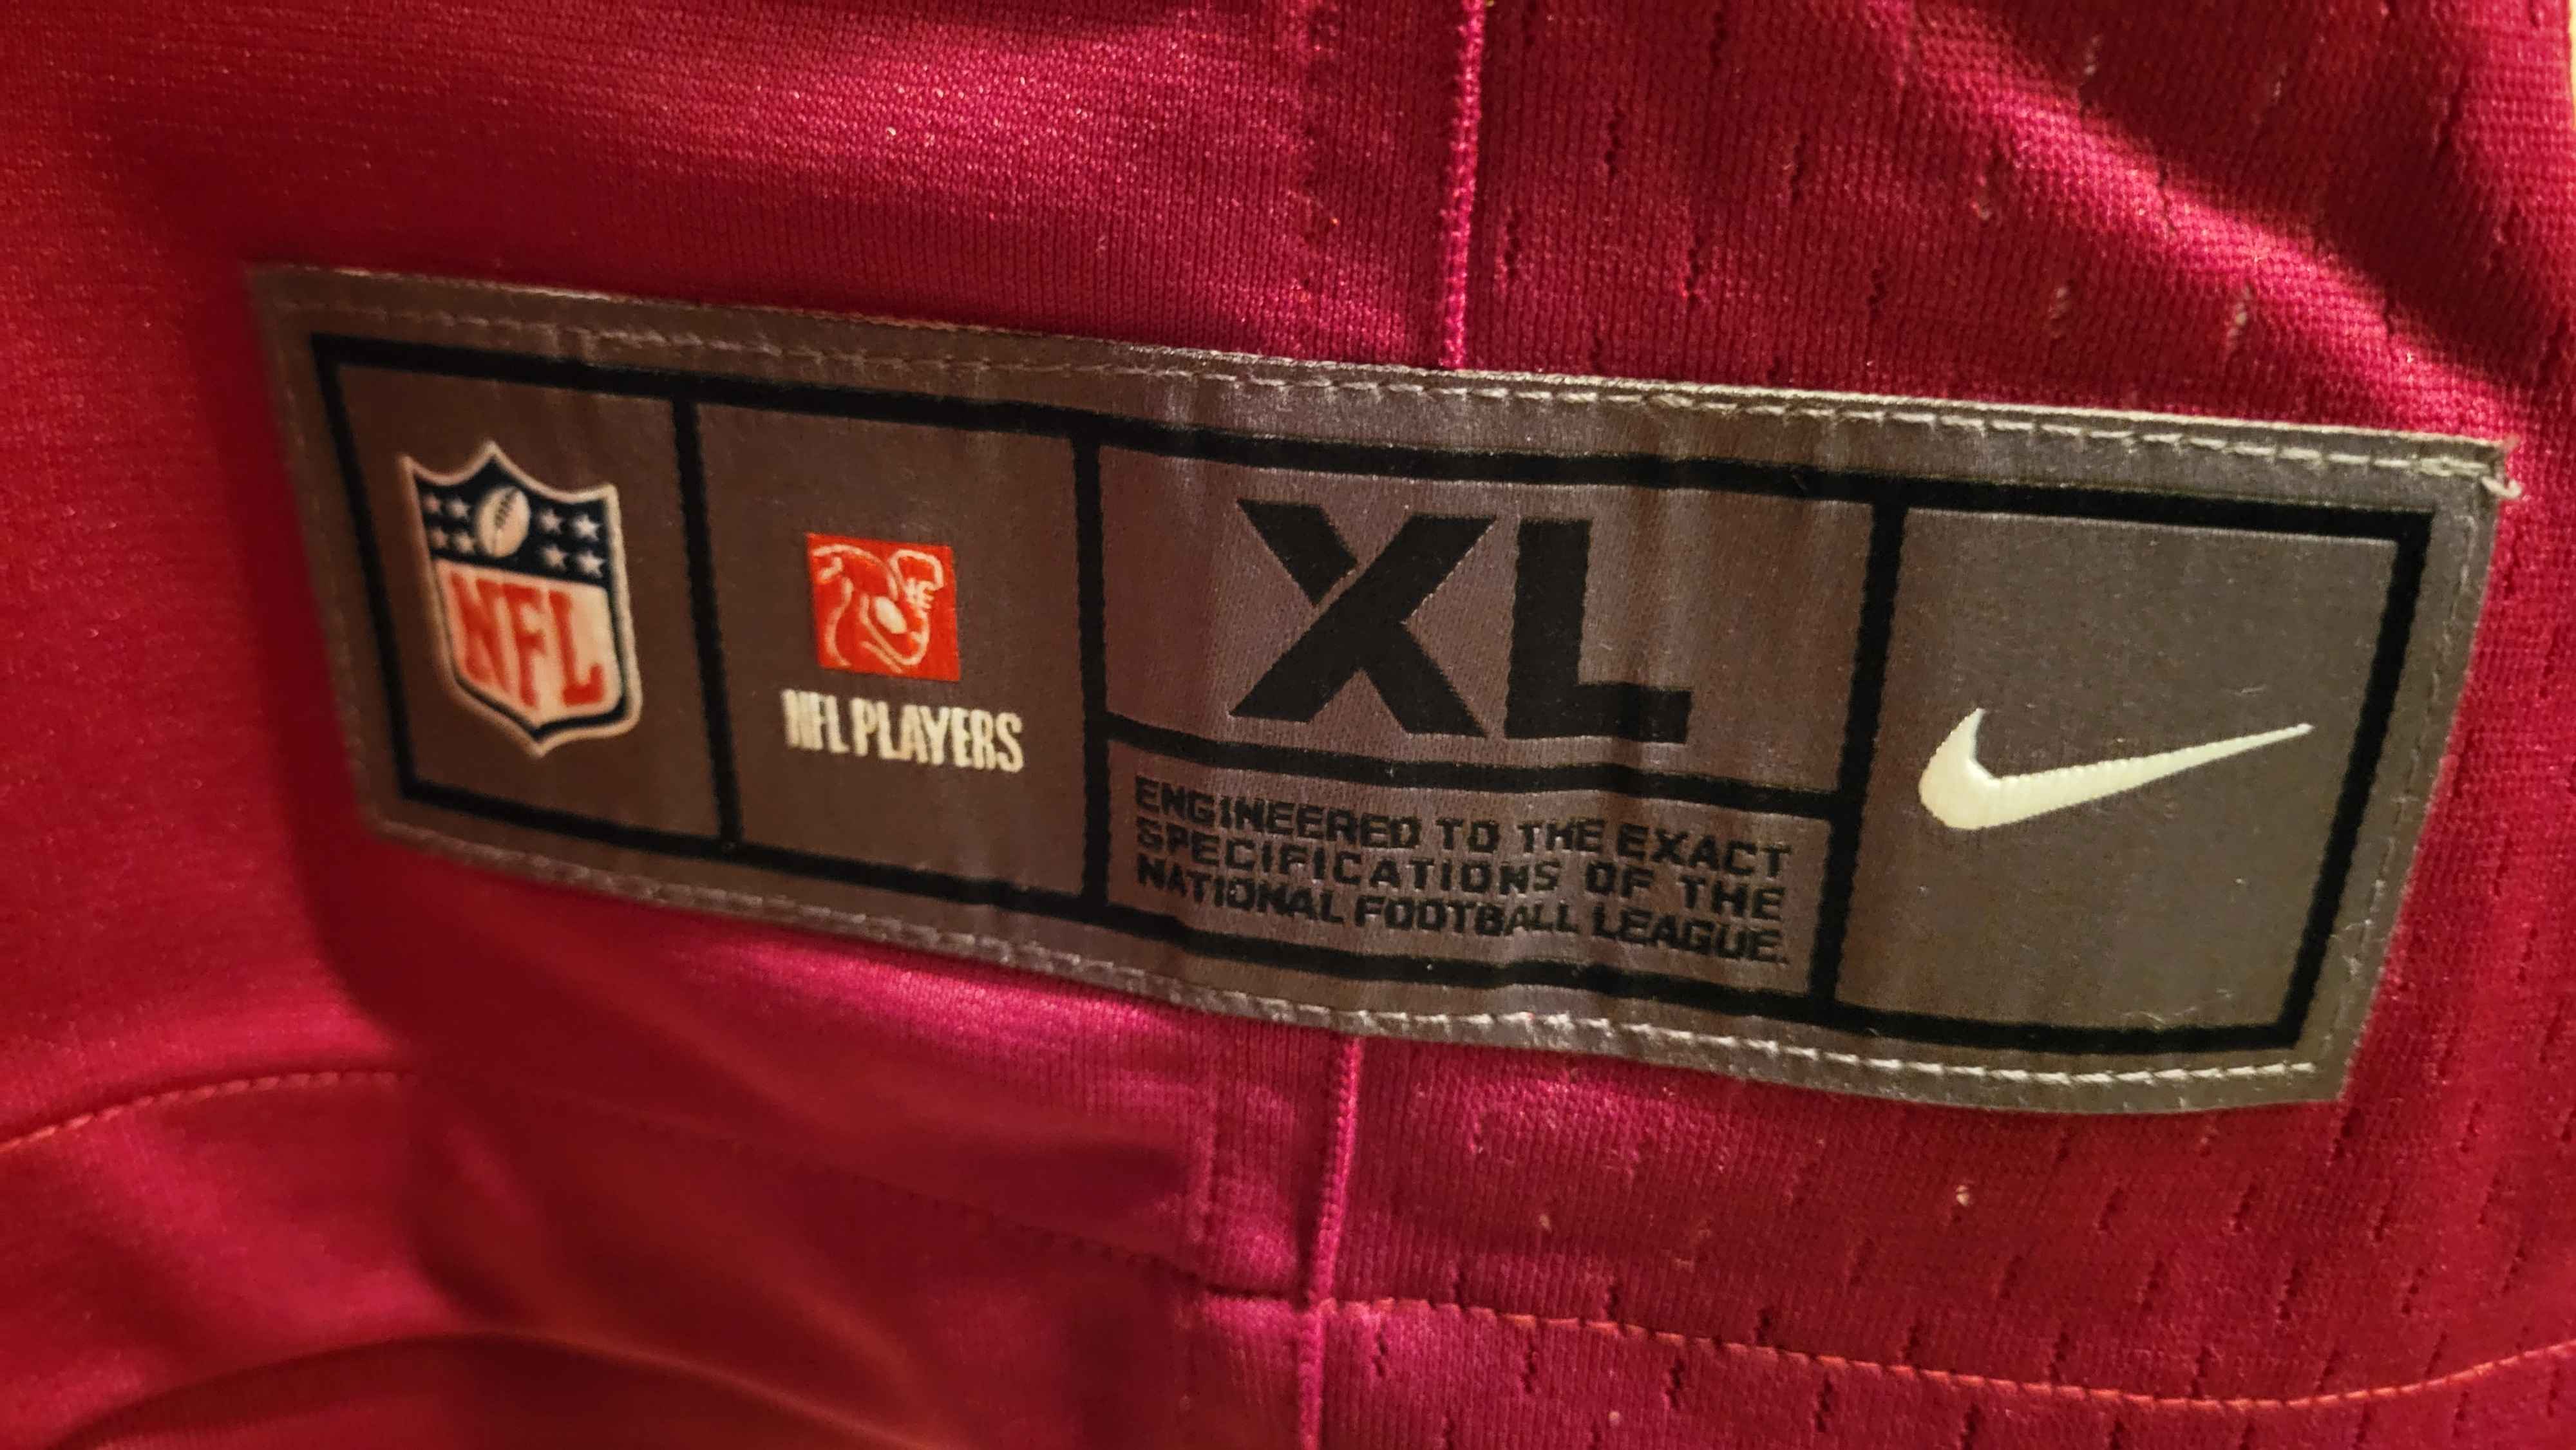 NFL
NFL PLAYERS
XL
ENGINEERED TO THE EXACT
SPECIFICATIONS OF THE
NATIONAL FOOTBALL LEAGUE.